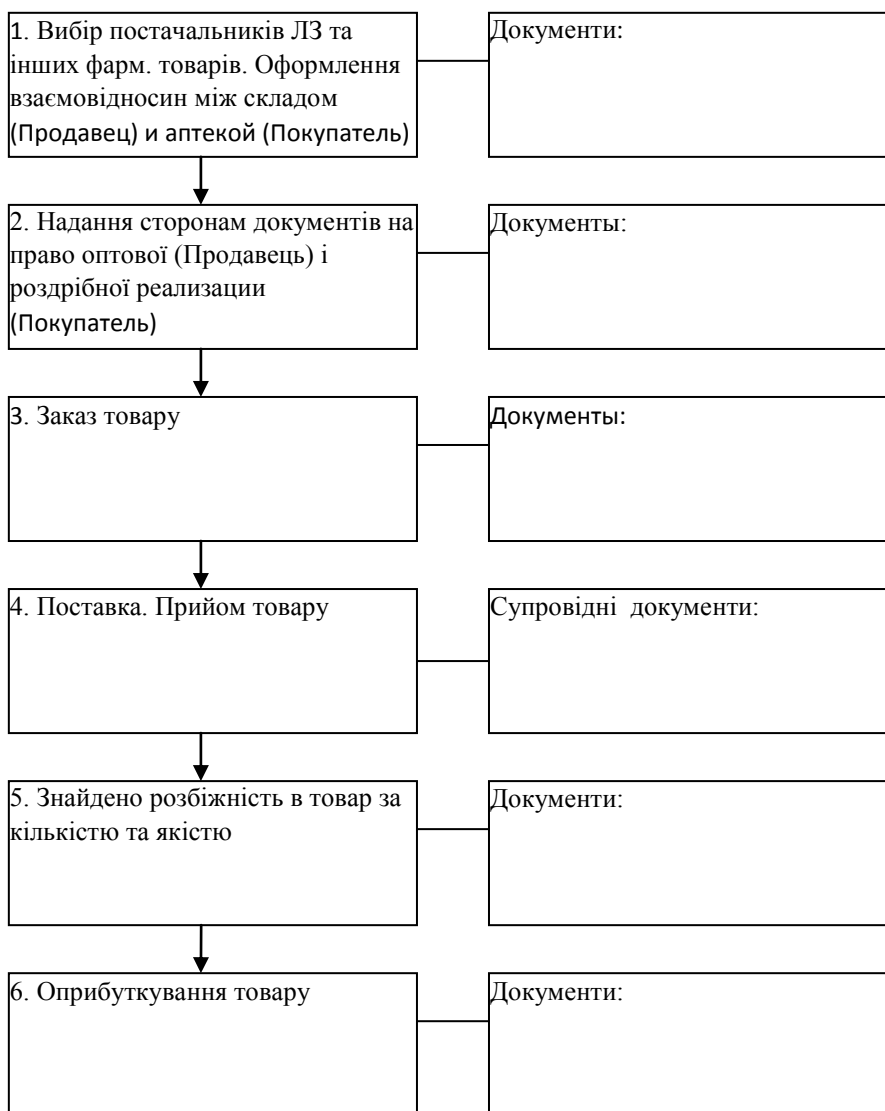 1. Вибір постачальників ЛЗ та
інших фарм. товарів. Оформлення
взаємовідносин між складом
(Продавец) и аптекой (Покупатель)
Документи:
2. Надання сторонам документів на
право оптової (Продавець) і
роздрібної реализации
(Покупатель)
Документы:
3. Заказ товару
Документы:
4. Поставка. Прийом товару
Супровідні документи:
5. Знайдено розбіжність в товар за
кількістю та якістю
Документи:
6. Оприбуткування товару
Документи: